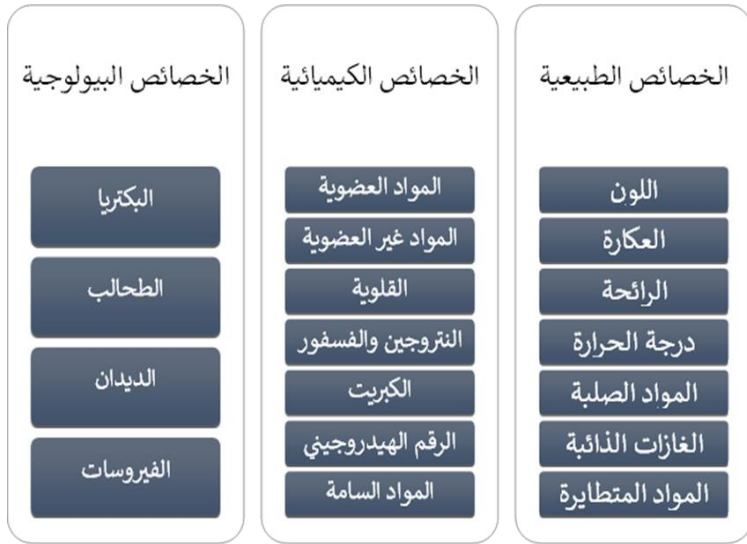 الخصائص الطبيعية
اللون
العكارة
الرائحة
درجة الحرارة
المواد الصلبة
الغازات الذائبة
المواد المتطايرة
الخصائص الكيميائية
المواد العضوية
المواد غير العضوية
القلوية
النتروجين والفسفور
الكبريت
الرقم الهيدروجيني
المواد السامة
الخصائص البيولوجية
البكتريا
الطحالب
الديدان
الفيروسات